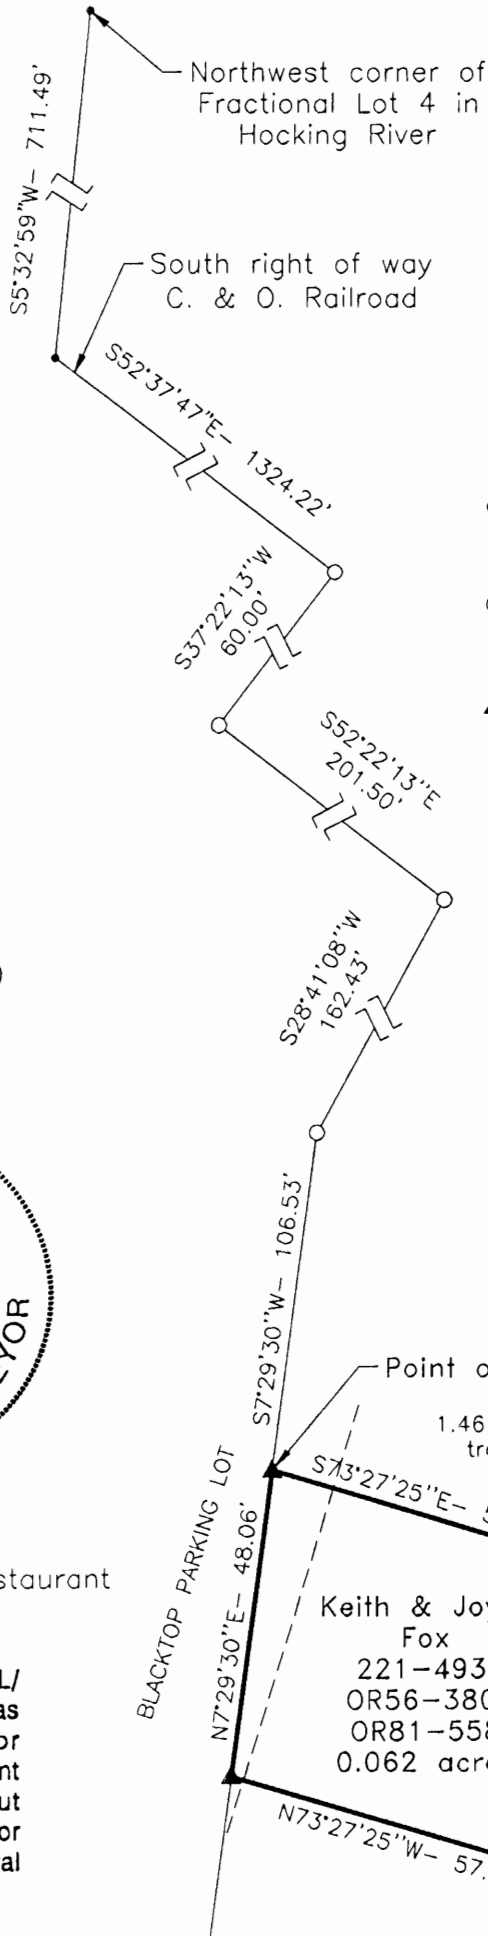 Northwest corner of
Fractional Lot 4 in
Hocking River
S5°32'59"W- 711.49'
South right of way
C. & O. Railroad
S52°37'47"E- 1324.22'
S37°22'13"W
60.00'
S52°22'13"E
201.50'
S28°41'08"W
162.43'
YOR
S7°29'30"W- 106.53'
Point o
1.46
tra
S73°27'25"E- 5
BLACKTOP PARKING LOT
N7°29'30"E- 48.06'
staurant
Keith & Joy
Fox
221-493
OR56-380
OR81-558
0.062 acre
L/
as
or
nt
ut
or
al
N73°27'25"W- 57.